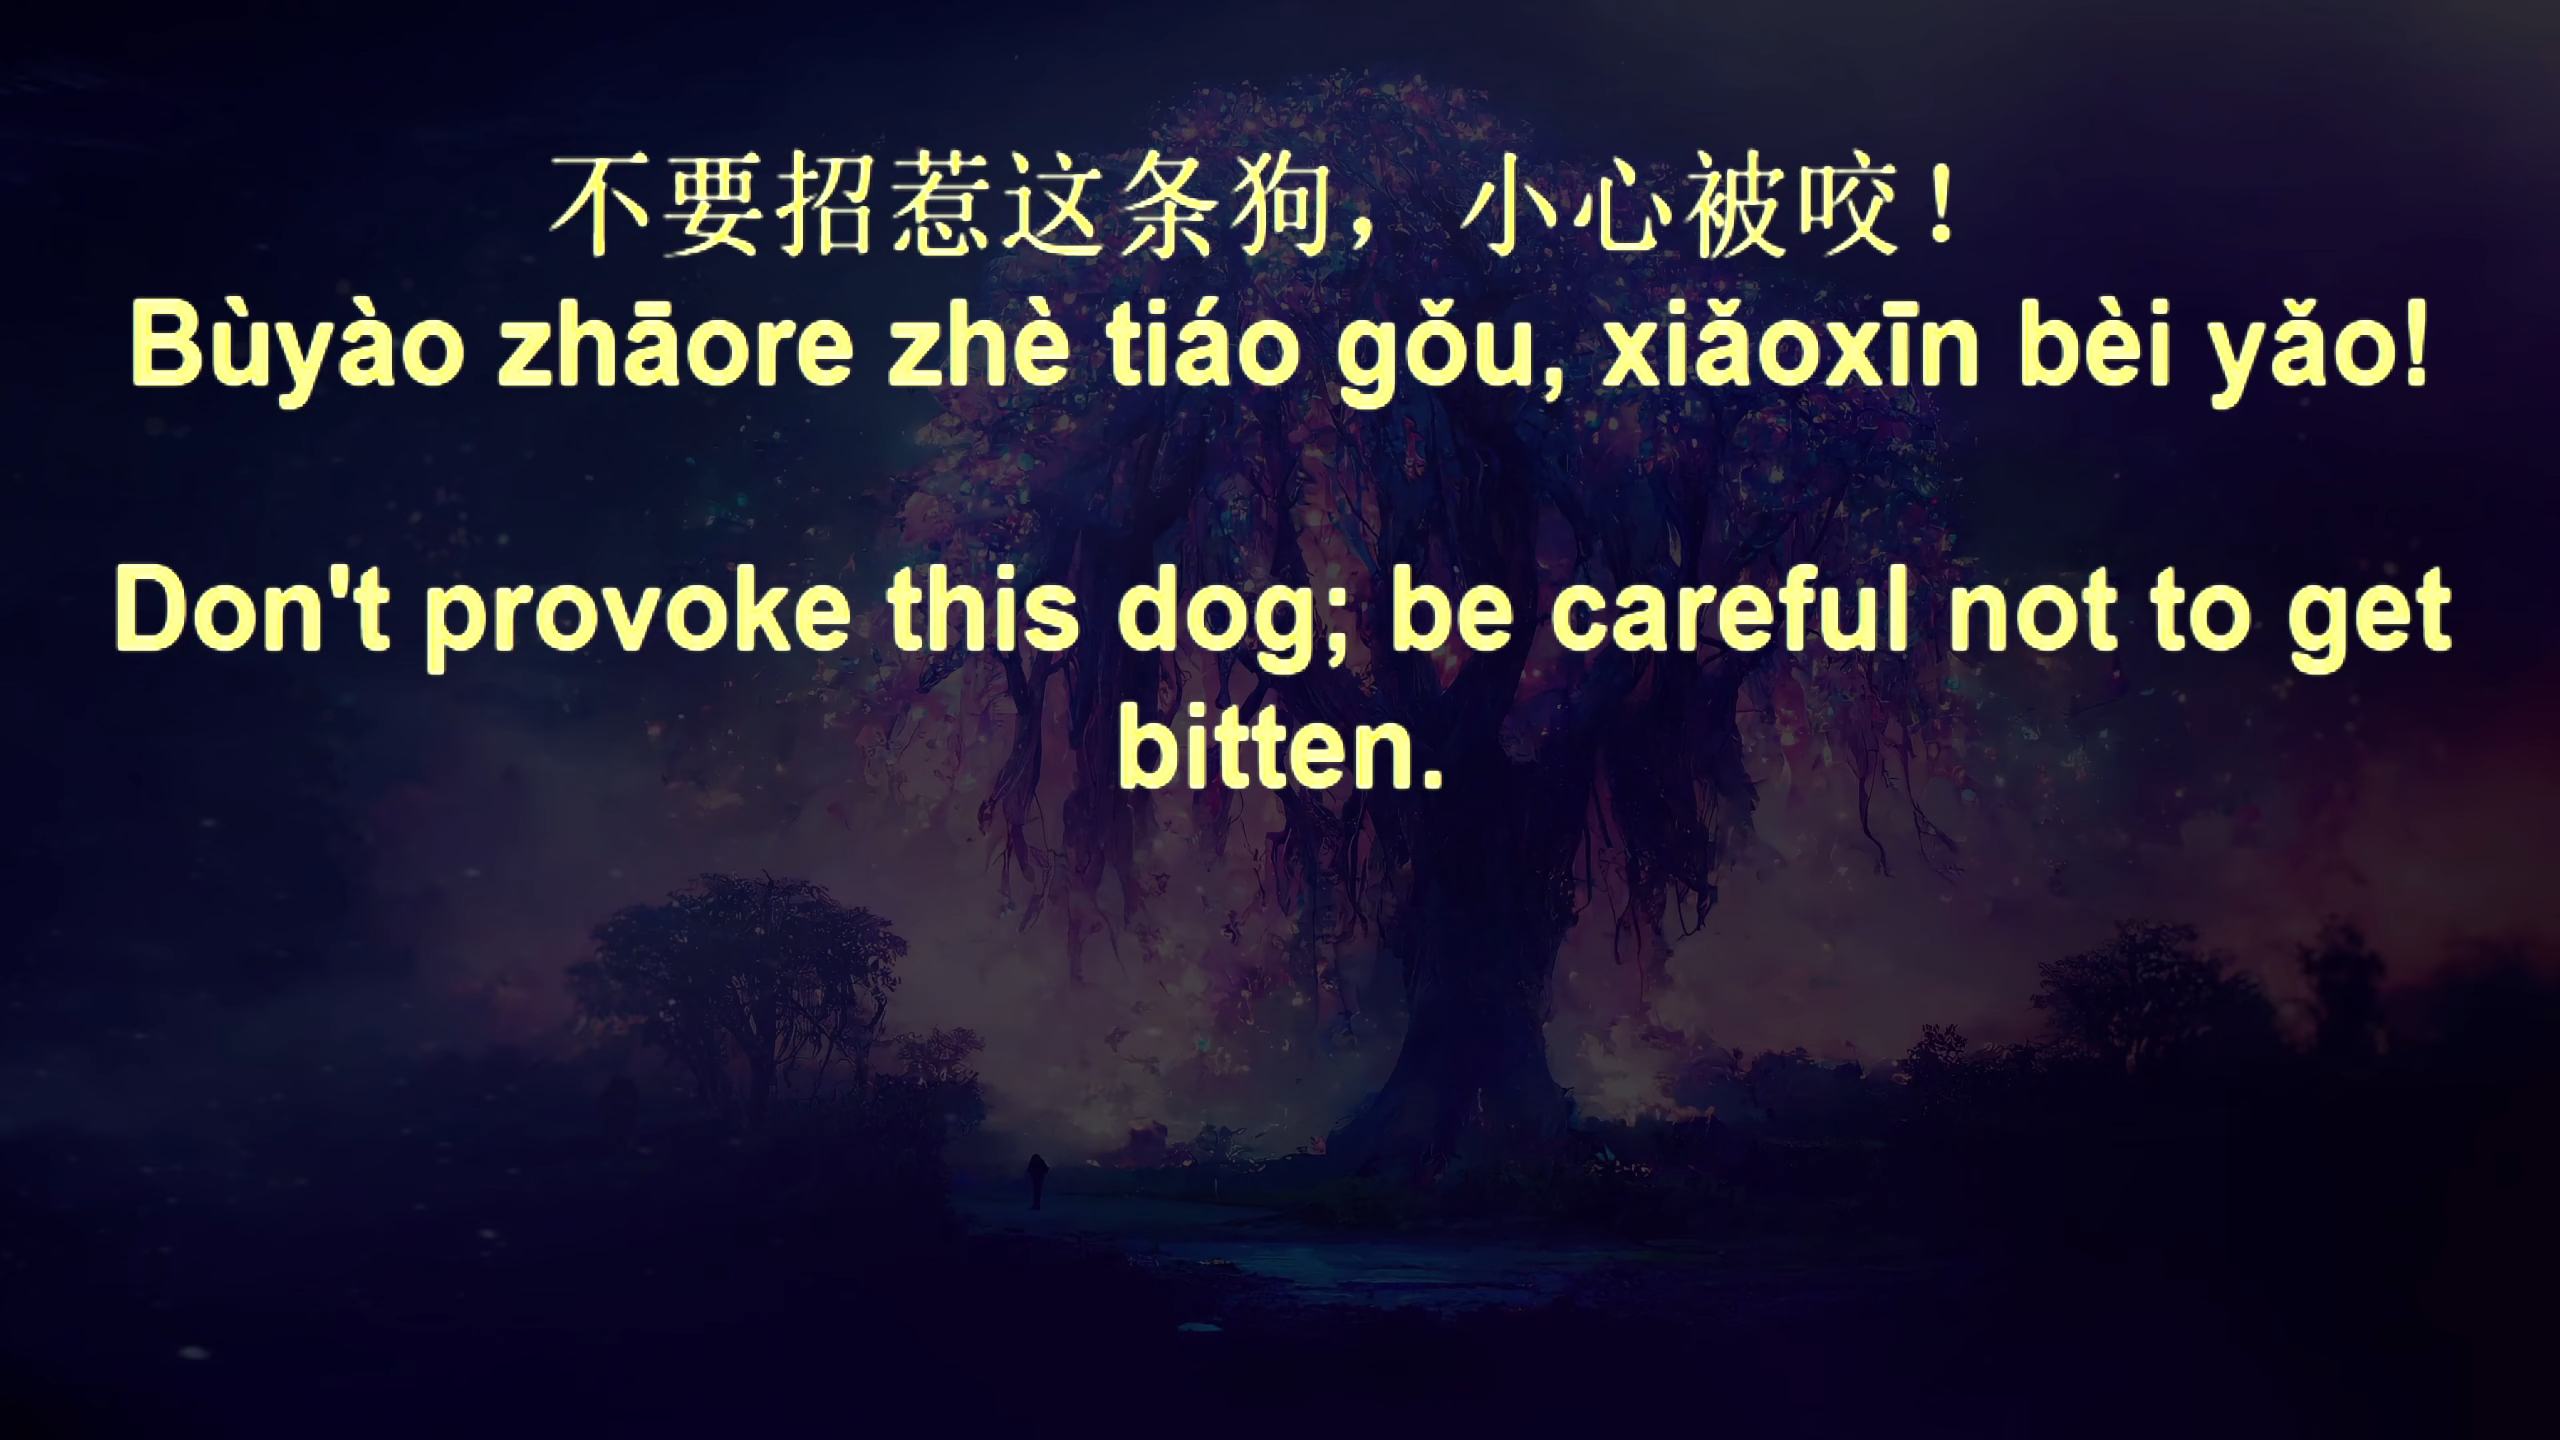 不要招惹这条狗，小心被咬！
Bùyào zhāore zhè tiáo gǒu, xiǎoxīn bèi yǎo!
Don't provoke this dog; be careful not to get
bitten.